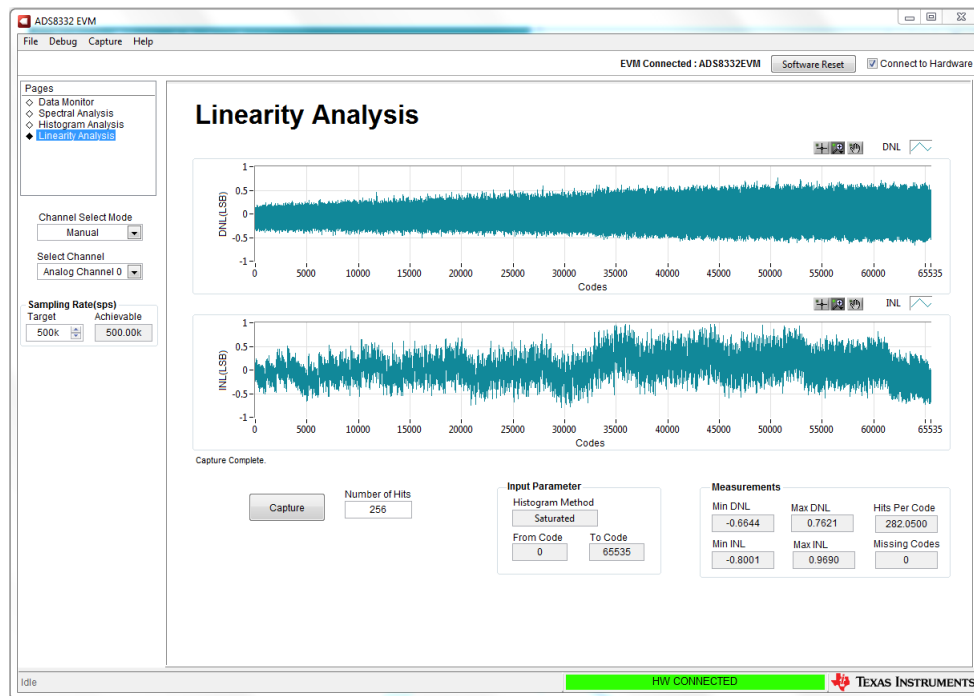 ADS8332 EVM
File Debug Capture Help
EVM Connected : ADS8332EVM Software Reset Connect to Hardware
Pages
Data Monitor
Spectral Analysis
Histogram Analysis
Linearity Analysis
Channel Select Mode
Manual
Select Channel
Analog Channel 0
Sampling Rate(sps)
Target Achievable
500k 500.00k
Linearity Analysis
DNL
DNL(LSB)
1
0.5
0
-0.5
-1
0 5000 10000 15000 20000 25000 30000 35000 40000 45000 50000 55000 60000 65535
Codes
INL
INL(LSB)
1
0.5
0
-0.5
-1
0 5000 10000 15000 20000 25000 30000 35000 40000 45000 50000 55000 60000 65535
Codes
Capture Complete.
Capture
Number of Hits
256
Input Parameter
Histogram Method
Saturated
From Code To Code
0 65535
Measurements
Min DNL Max DNL Hits Per Code
-0.6644 0.7621 282.0500
Min INL Max INL Missing Codes
-0.8001 0.9690 0
Idle HW CONNECTED TEXAS INSTRUMENTS